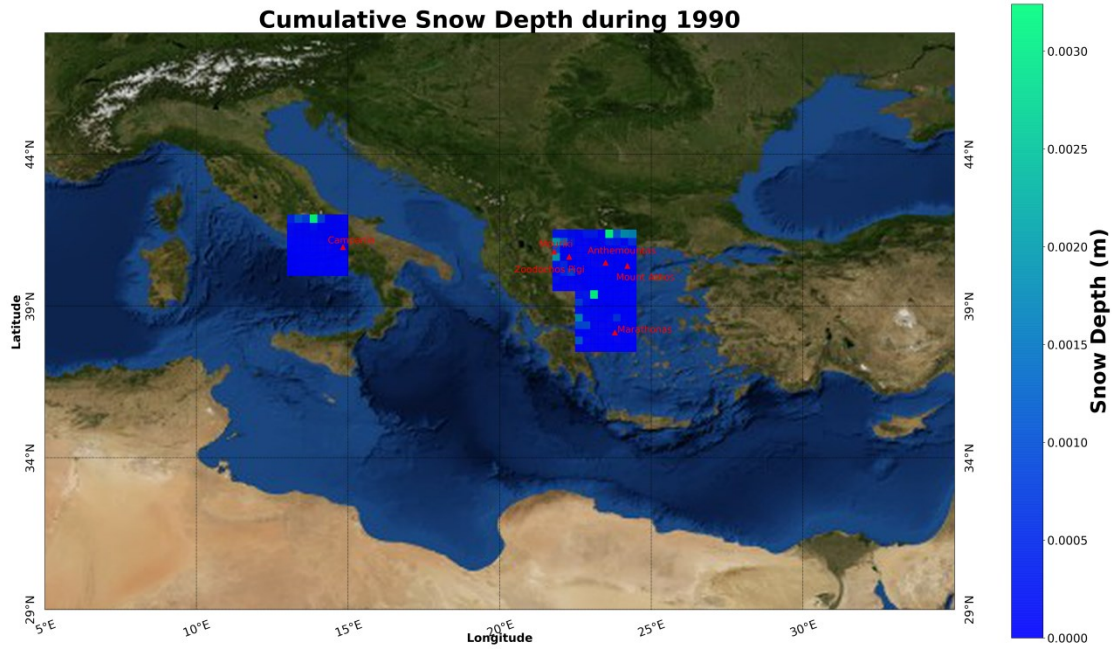 Cumulative Snow Depth during 1990
0.0030
0.0025
0.0020
0.0015
0.0010
0.0005
0.0000
Snow Depth (m)
44°N
44°N
39°N
39°N
34°N
34°N
29°N
29°N
Latitude
Campania
Anthemountas
Mount Athos
Marathonas
5°E
10°E
15°E
20°E
25°E
30°E
Longitude